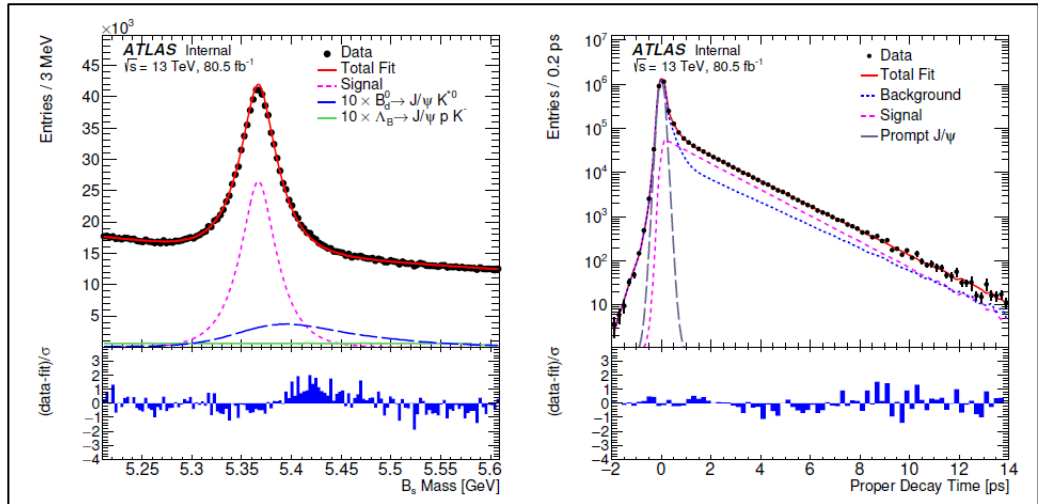 ×10³
ATLAS Internal
√s = 13 TeV, 80.5 fb⁻¹
Data
Total Fit
Signal
10 × B⁰_d → J/ψ K*⁰
10 × Λ_B → J/ψ p K⁻
Entries / 3 MeV
45
40
35
30
25
20
15
10
5
(data-fit)/σ
3
2
1
0
−1
−2
−3
−4
5.25 5.3 5.35 5.4 5.45 5.5 5.55 5.6
B_s Mass [GeV]
ATLAS Internal
√s = 13 TeV, 80.5 fb⁻¹
Data
Total Fit
Background
Signal
Prompt J/ψ
Entries / 0.2 ps
10⁷
10⁶
10⁵
10⁴
10³
10²
10
(data-fit)/σ
3
2
1
0
−1
−2
−3
−4
−2 0 2 4 6 8 10 12 14
Proper Decay Time [ps]